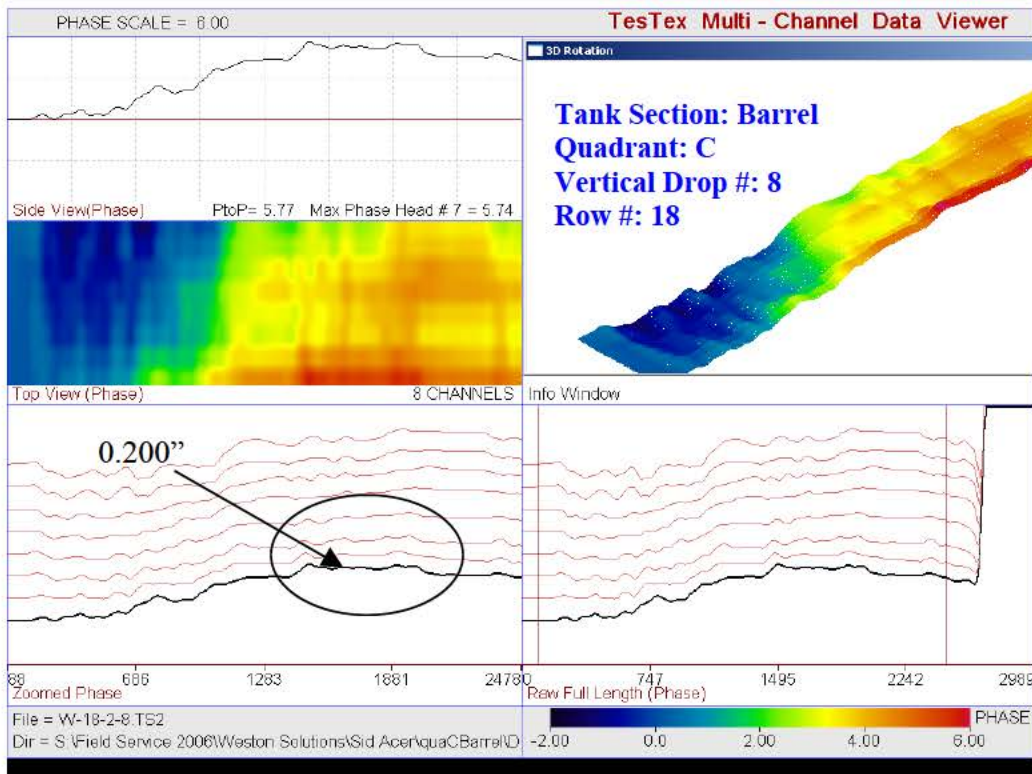 PHASE SCALE = 6.00
TesTex Multi - Channel Data Viewer
3D Rotation
Tank Section: Barrel
Quadrant: C
Vertical Drop #: 8
Row #: 18
Side View(Phase) PtoP= 5.77 Max Phase Head # 7 = 5.74
Top View (Phase) 8 CHANNELS
Info Window
0.200”
88 686 1283 1881 2478
Zoomed Phase
0 747 1495 2242 2989
Raw Full Length (Phase)
File = W-18-2-8.TS2
Dir = S:\Field Service 2006\Weston Solutions\Sid Acer\quaCBarrel\D
PHASE
-2.00 0.0 2.00 4.00 6.00